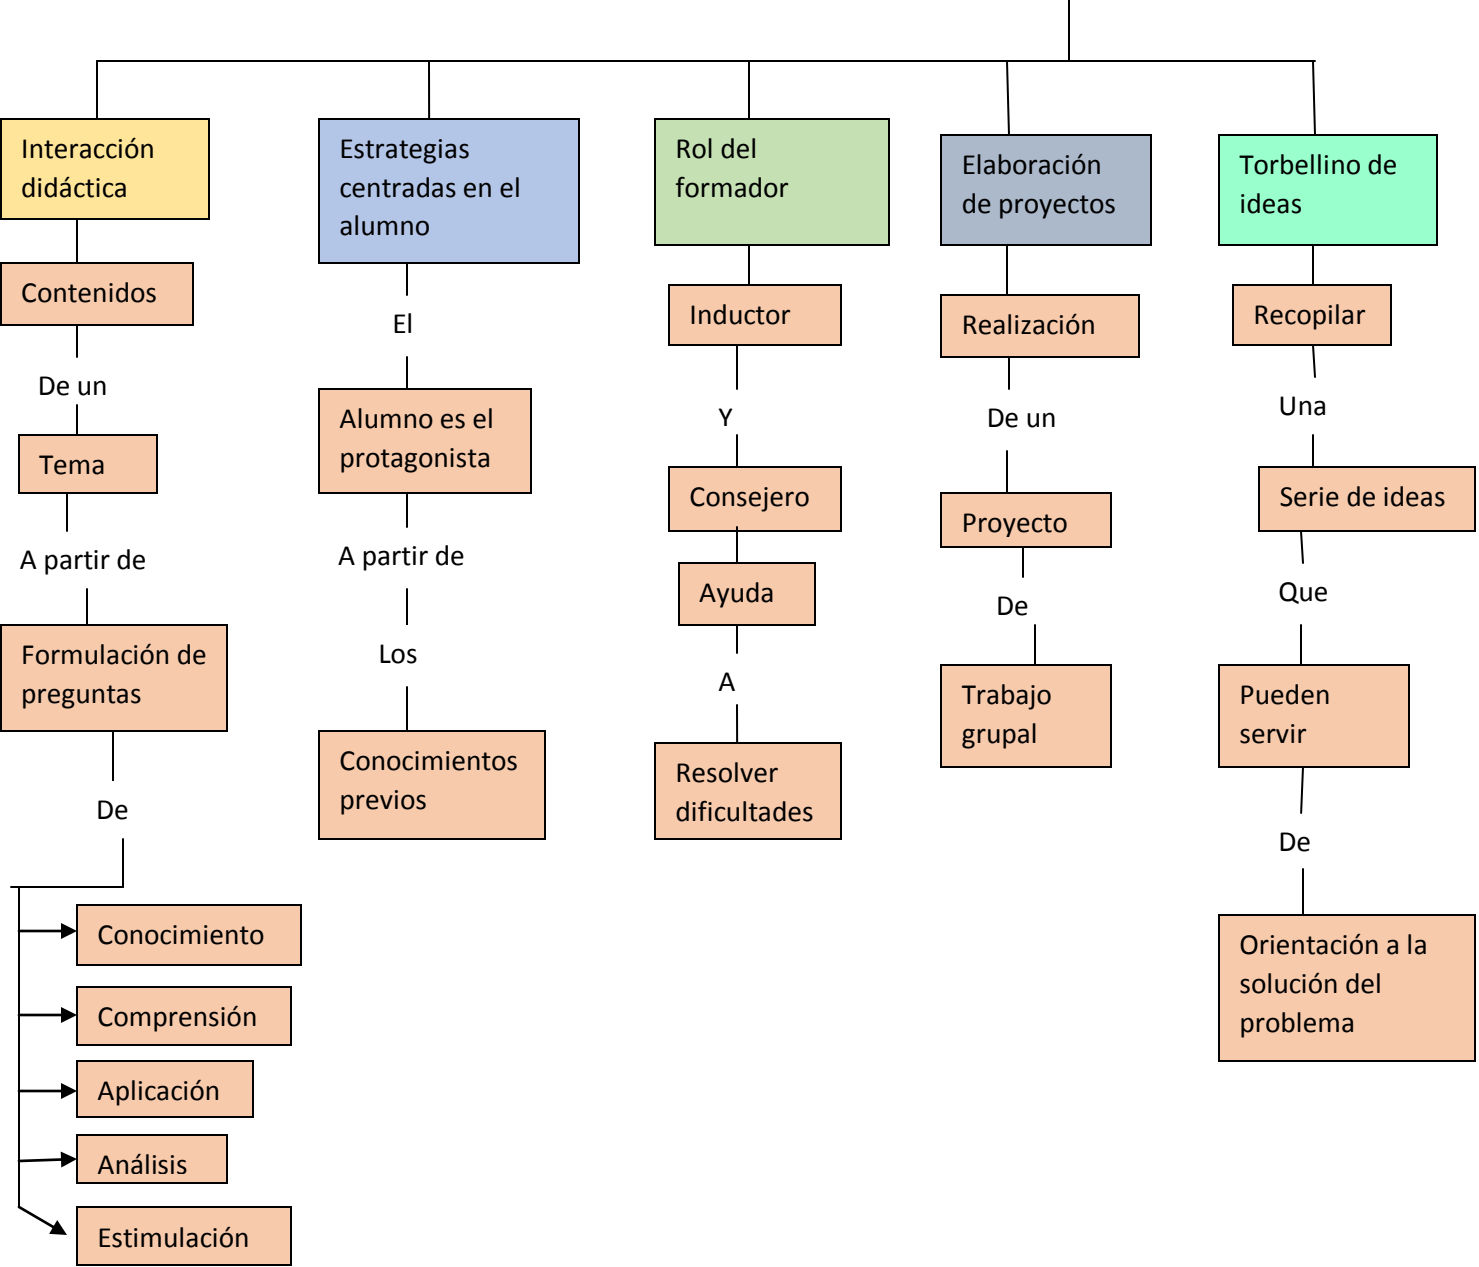 Interacción
didáctica
Contenidos
De un
Tema
A partir de
Formulación de
preguntas
De
Conocimiento
Comprensión
Aplicación
Análisis
Estimulación
Estrategias
centradas en el
alumno
El
Alumno es el
protagonista
A partir de
Los
Conocimientos
previos
Rol del
formador
Inductor
Y
Consejero
Ayuda
A
Resolver
dificultades
Elaboración
de proyectos
Realización
De un
Proyecto
De
Trabajo
grupal
Torbellino de
ideas
Recopilar
Una
Serie de ideas
Que
Pueden
servir
De
Orientación a la
solución del
problema